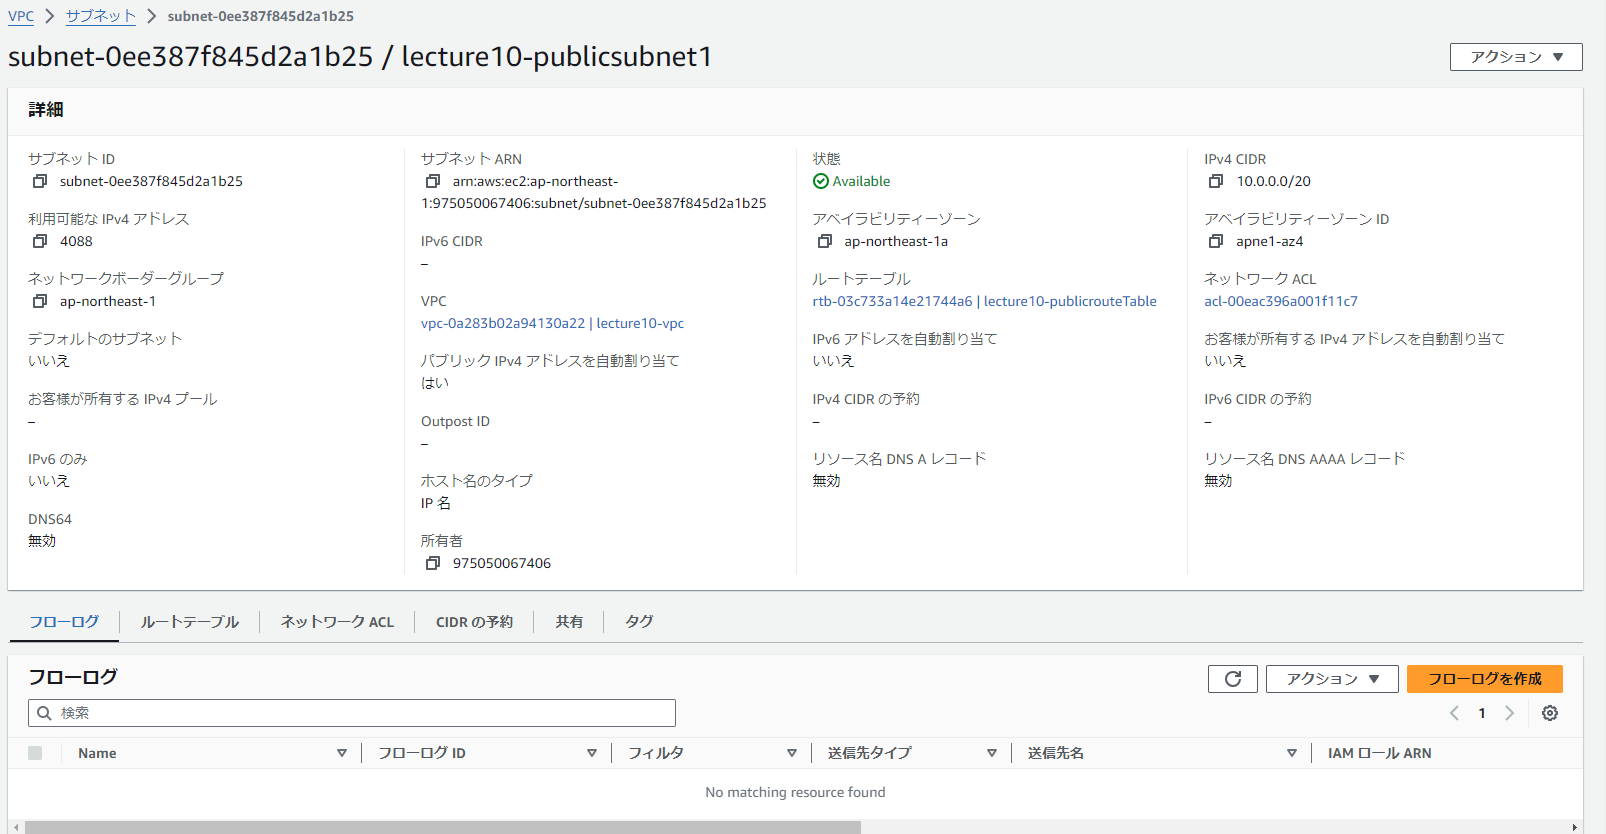 VPC > サブネット > subnet-0ee387f845d2a1b25
subnet-0ee387f845d2a1b25 / lecture10-publicsubnet1
アクション
詳細
サブネット ID
subnet-0ee387f845d2a1b25
利用可能な IPv4 アドレス
4088
ネットワークボーダーグループ
ap-northeast-1
デフォルトのサブネット
いいえ
お客様が所有する IPv4 プール
–
IPv6 のみ
いいえ
DNS64
無効
サブネット ARN
arn:aws:ec2:ap-northeast-
1:975050067406:subnet/subnet-0ee387f845d2a1b25
IPv6 CIDR
–
VPC
vpc-0a283b02a94130a22 | lecture10-vpc
パブリック IPv4 アドレスを自動割り当て
はい
Outpost ID
–
ホスト名のタイプ
IP 名
所有者
975050067406
状態
Available
アベイラビリティーゾーン
ap-northeast-1a
ルートテーブル
rtb-03c733a14e21744a6 | lecture10-publicrouteTable
IPv6 アドレスを自動割り当て
いいえ
IPv4 CIDR の予約
–
リソース名 DNS A レコード
無効
IPv4 CIDR
10.0.0.0/20
アベイラビリティーゾーン ID
apne1-az4
ネットワーク ACL
acl-00eac396a001f11c7
お客様が所有する IPv4 アドレスを自動割り当て
いいえ
IPv6 CIDR の予約
–
リソース名 DNS AAAA レコード
無効
フローログ ルートテーブル ネットワーク ACL CIDR の予約 共有 タグ
フローログ
アクション フローログを作成
検索
1
Name フローログ ID フィルタ 送信先タイプ 送信先名 IAM ロール ARN
No matching resource found